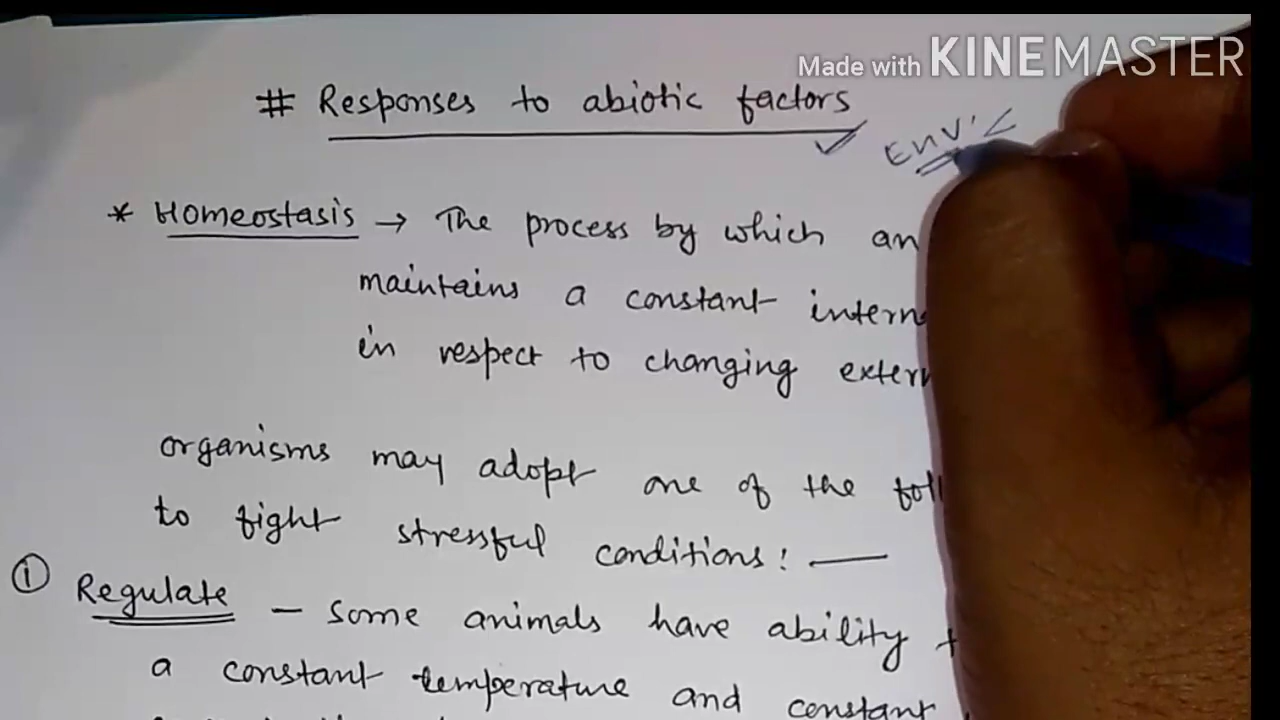 Made with KINEMASTER
# Responses to abiotic factors
Env'
* Homeostasis → The process by which an
maintains a constant intern
in respect to changing extern
organisms may adopt one of the foll
to fight stressful conditions: —
① Regulate — Some animals have ability t
a constant temperature and constant